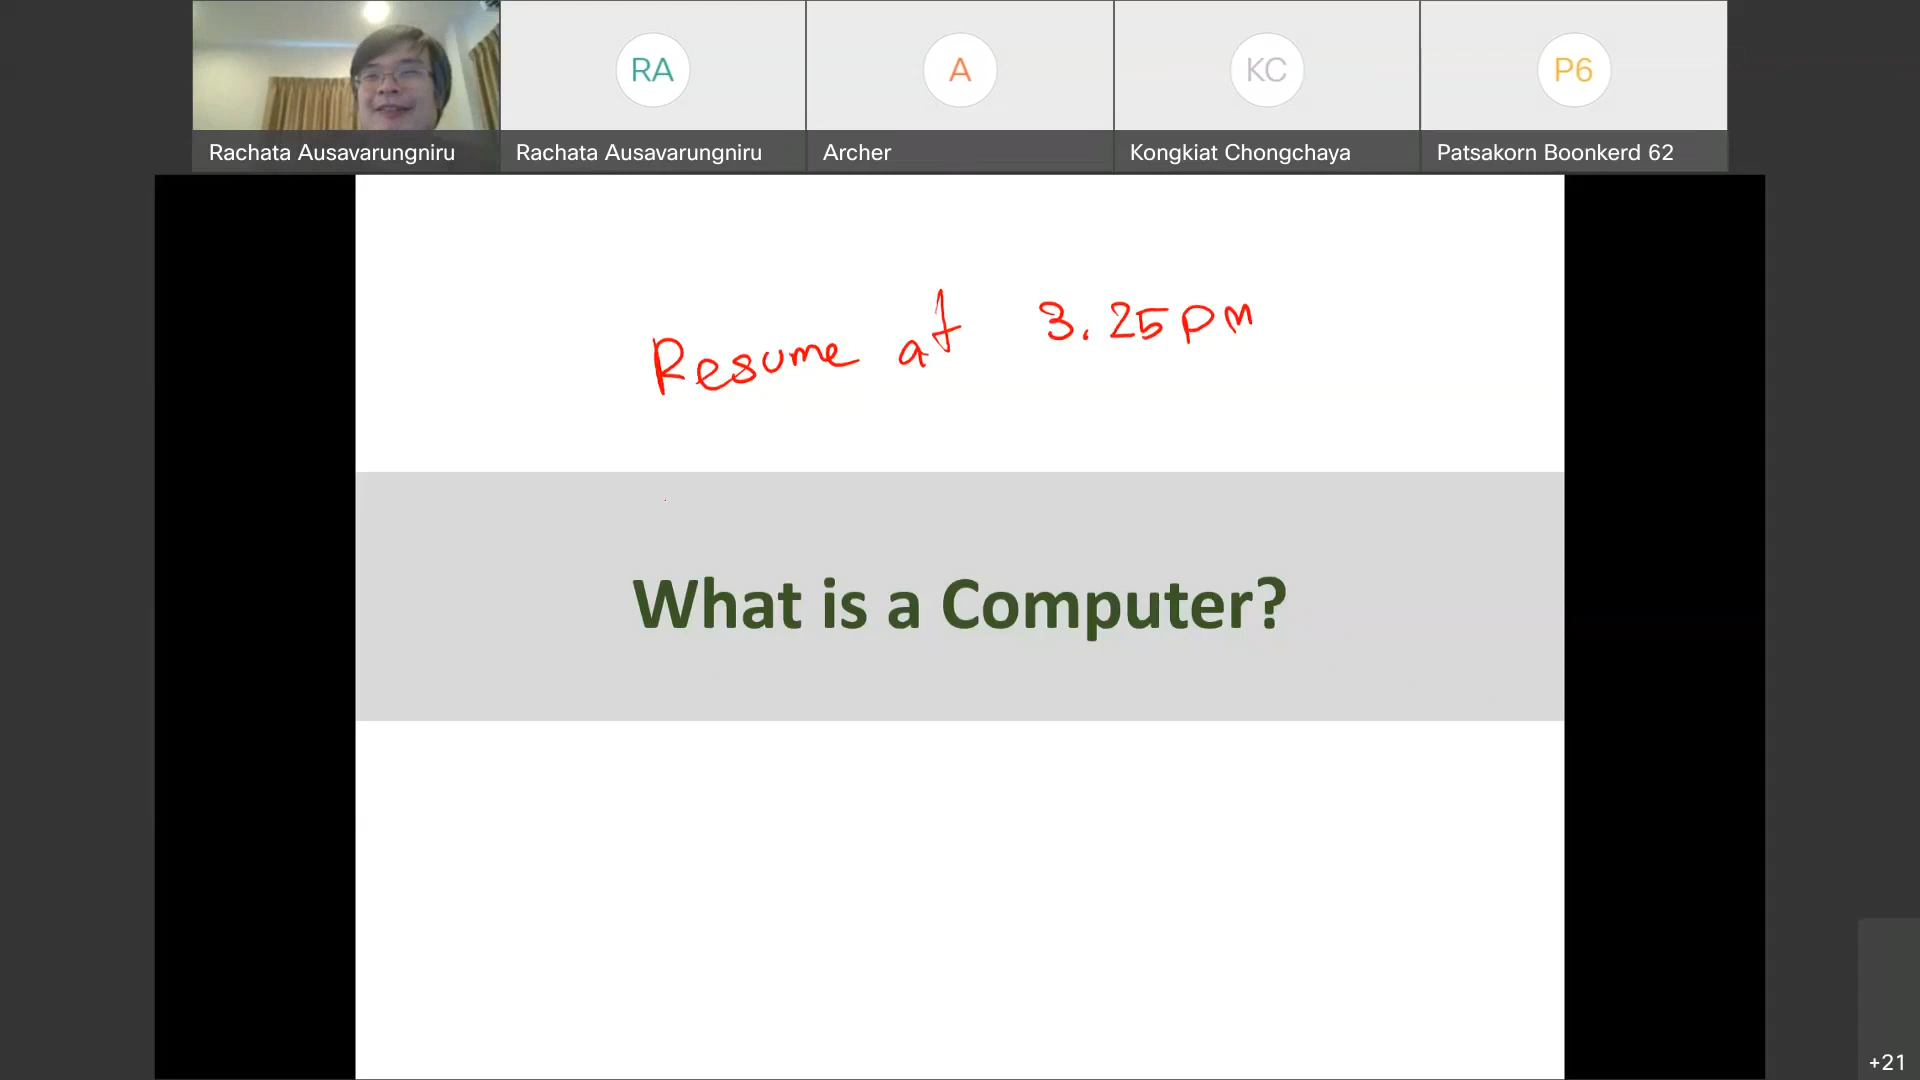 RA
A
KC
P6
Rachata Ausavarungniru
Rachata Ausavarungniru
Archer
Kongkiat Chongchaya
Patsakorn Boonkerd 62
Resume at 3.25pm
What is a Computer?
+21